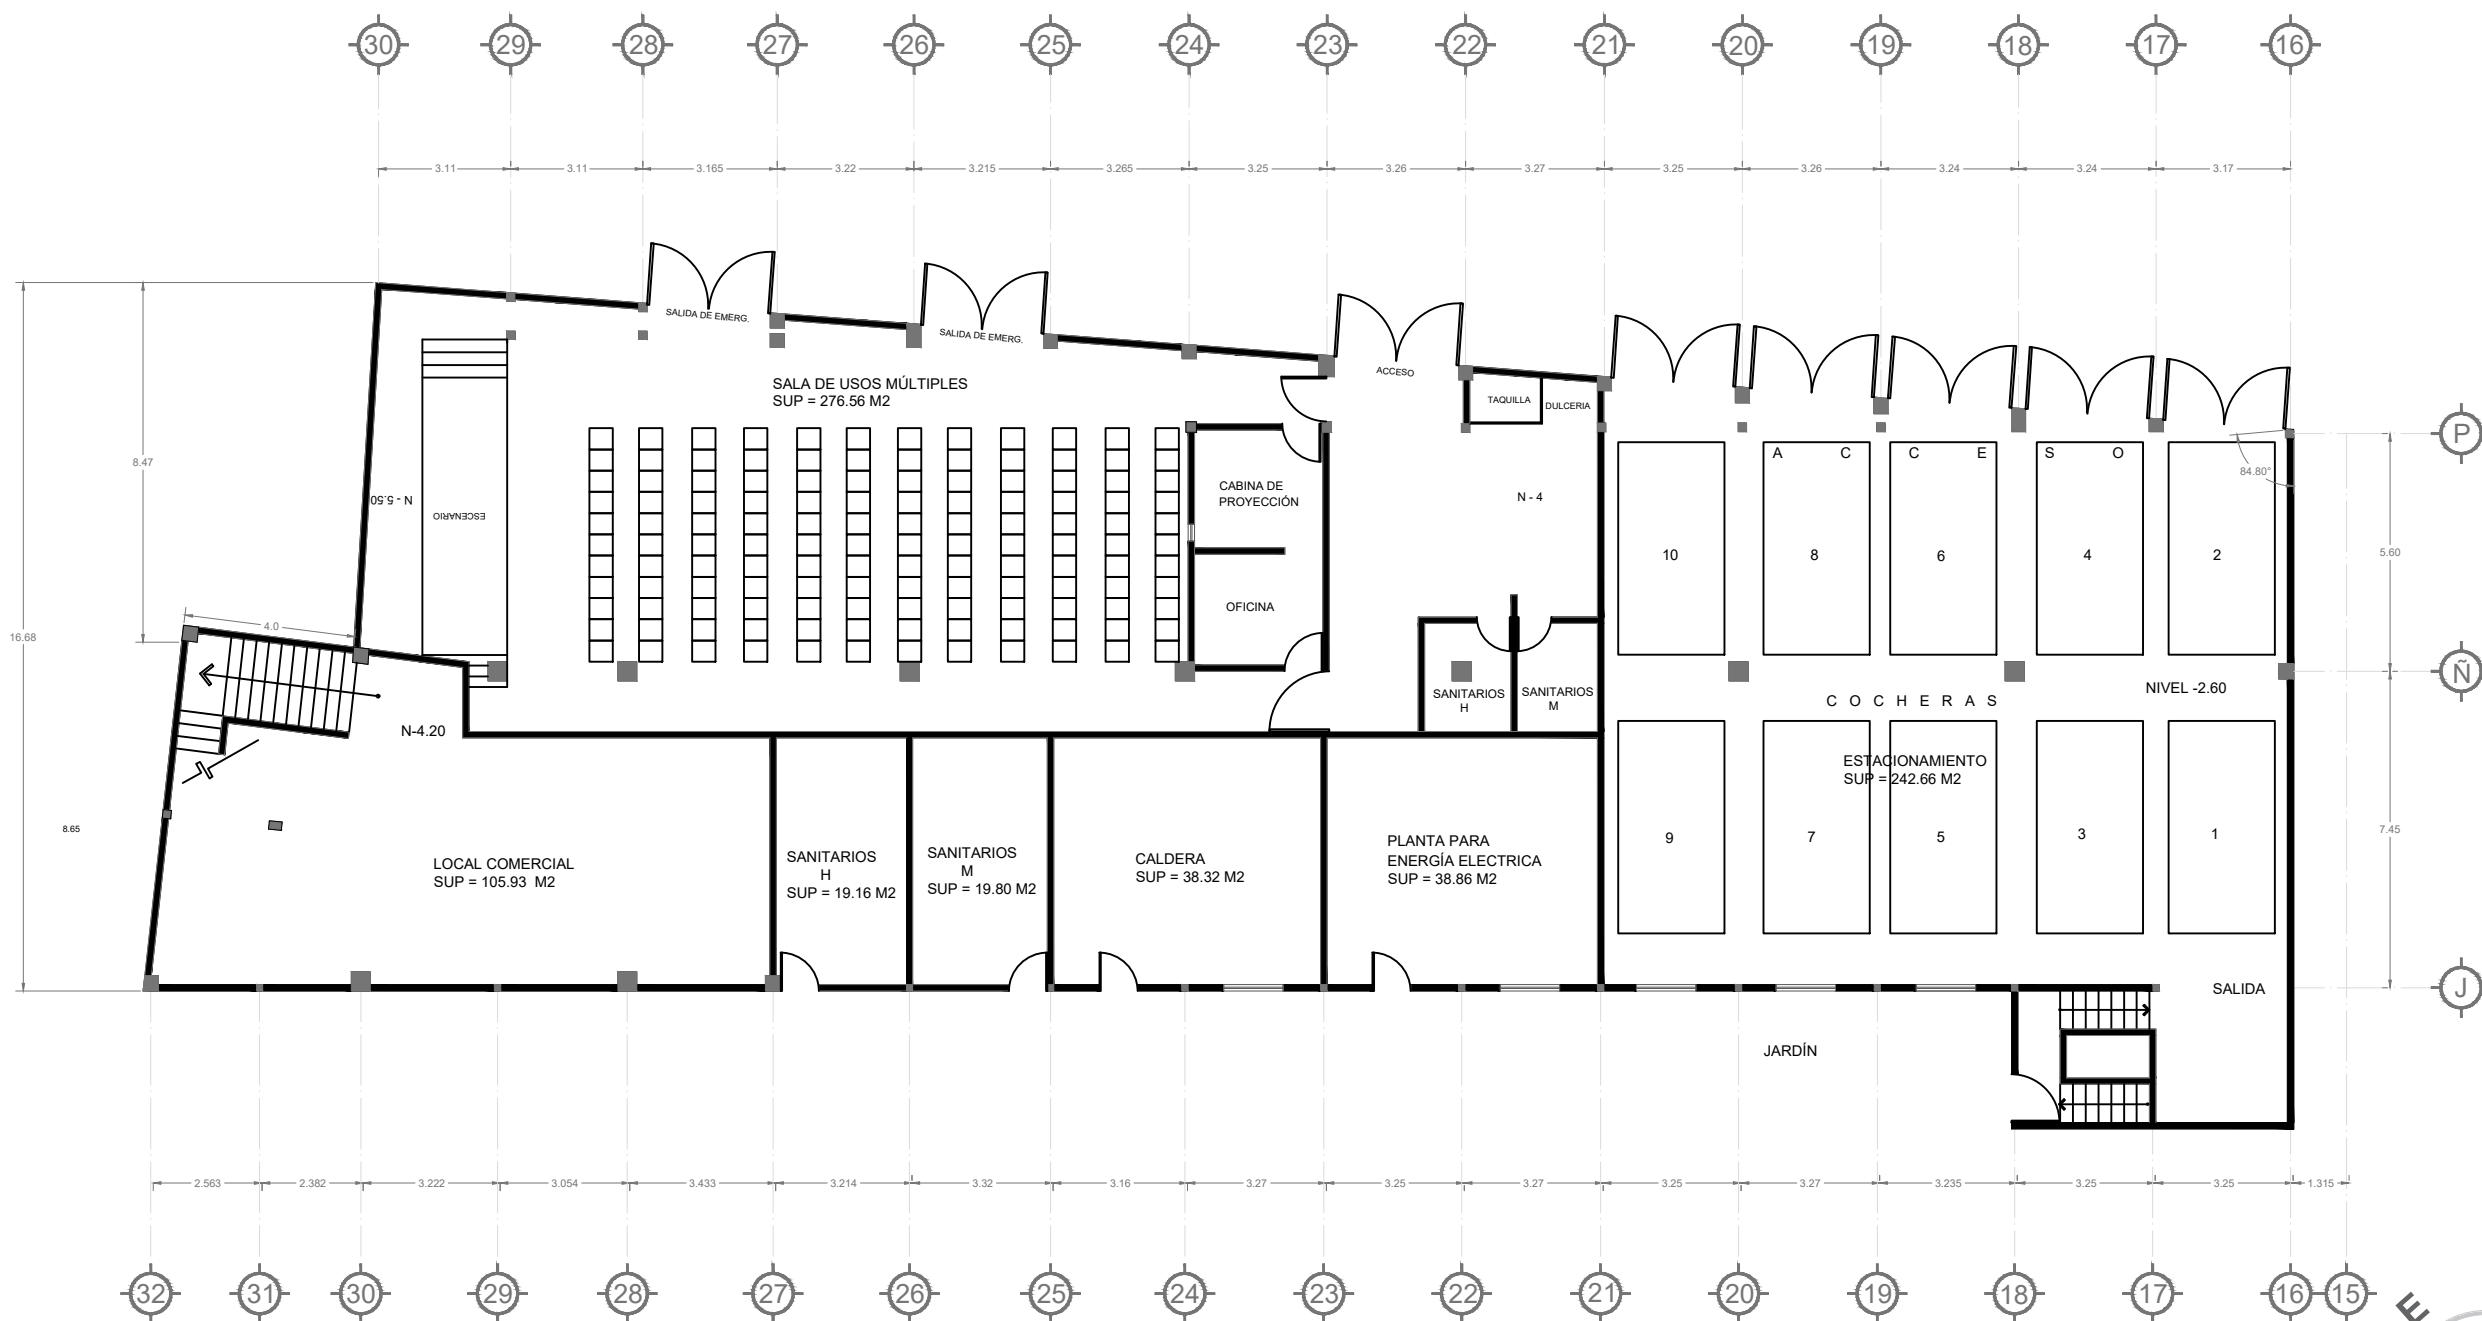 30 29 28 27 26 25 24 23 22 21 20 19 18 17 16
3.11 3.11 3.165 3.22 3.215 3.265 3.25 3.26 3.27 3.25 3.26 3.24 3.24 3.17
SALIDA DE EMERG.
SALIDA DE EMERG.
ACCESO
SALA DE USOS MÚLTIPLES
SUP = 276.56 M2
TAQUILLA
DULCERIA
P
8.47
A C C E S O
84.80°
CABINA DE
PROYECCIÓN
N - 5.50
ESCENARIO
N - 4
10
8
6
4
2
5.60
OFICINA
4.0
16.68
Ñ
SANITARIOS
H
SANITARIOS
M
NIVEL -2.60
C O C H E R A S
N-4.20
ESTACIONAMIENTO
SUP = 242.66 M2
8.65
9
7
5
3
1
7.45
LOCAL COMERCIAL
SUP = 105.93 M2
SANITARIOS
H
SUP = 19.16 M2
SANITARIOS
M
SUP = 19.80 M2
CALDERA
SUP = 38.32 M2
PLANTA PARA
ENERGÍA ELECTRICA
SUP = 38.86 M2
SALIDA
J
JARDÍN
2.563 2.382 3.222 3.054 3.433 3.214 3.32 3.16 3.27 3.25 3.27 3.25 3.27 3.235 3.25 3.25 1.315
32 31 30 29 28 27 26 25 24 23 22 21 20 19 18 17 16 15
E